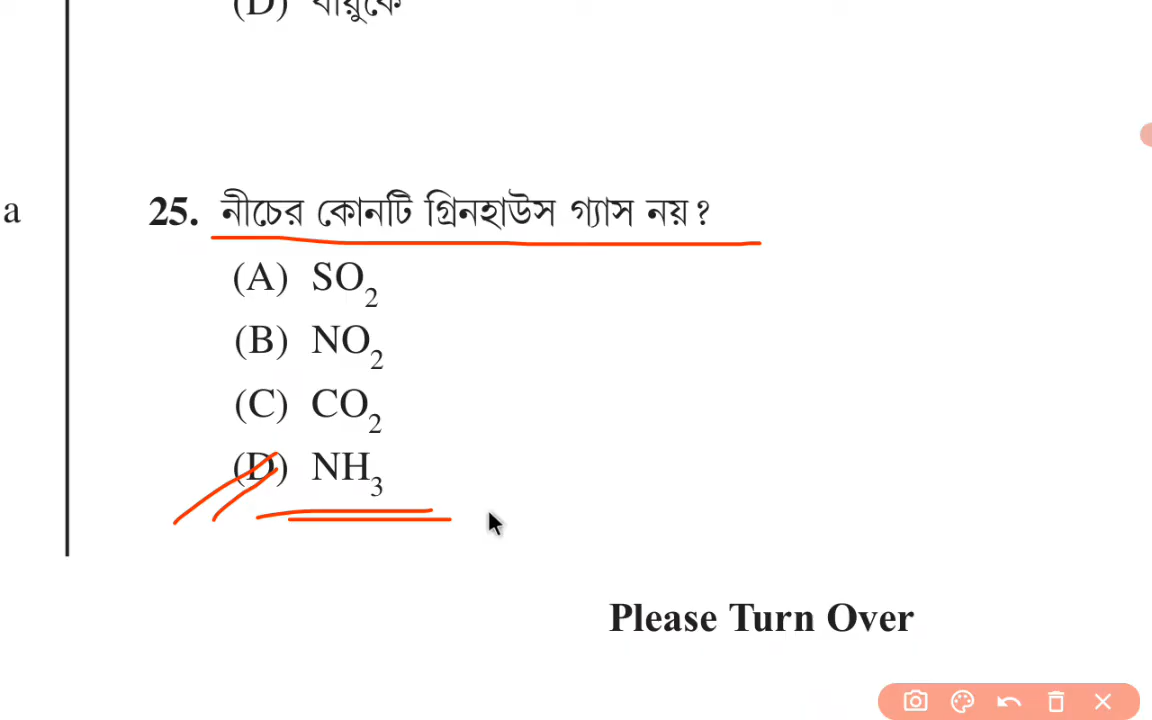 (D) বায়ুকে
a
25. নীচের কোনটি গ্রিনহাউস গ্যাস নয়?
(A) SO₂
(B) NO₂
(C) CO₂
(D) NH₃
Please Turn Over